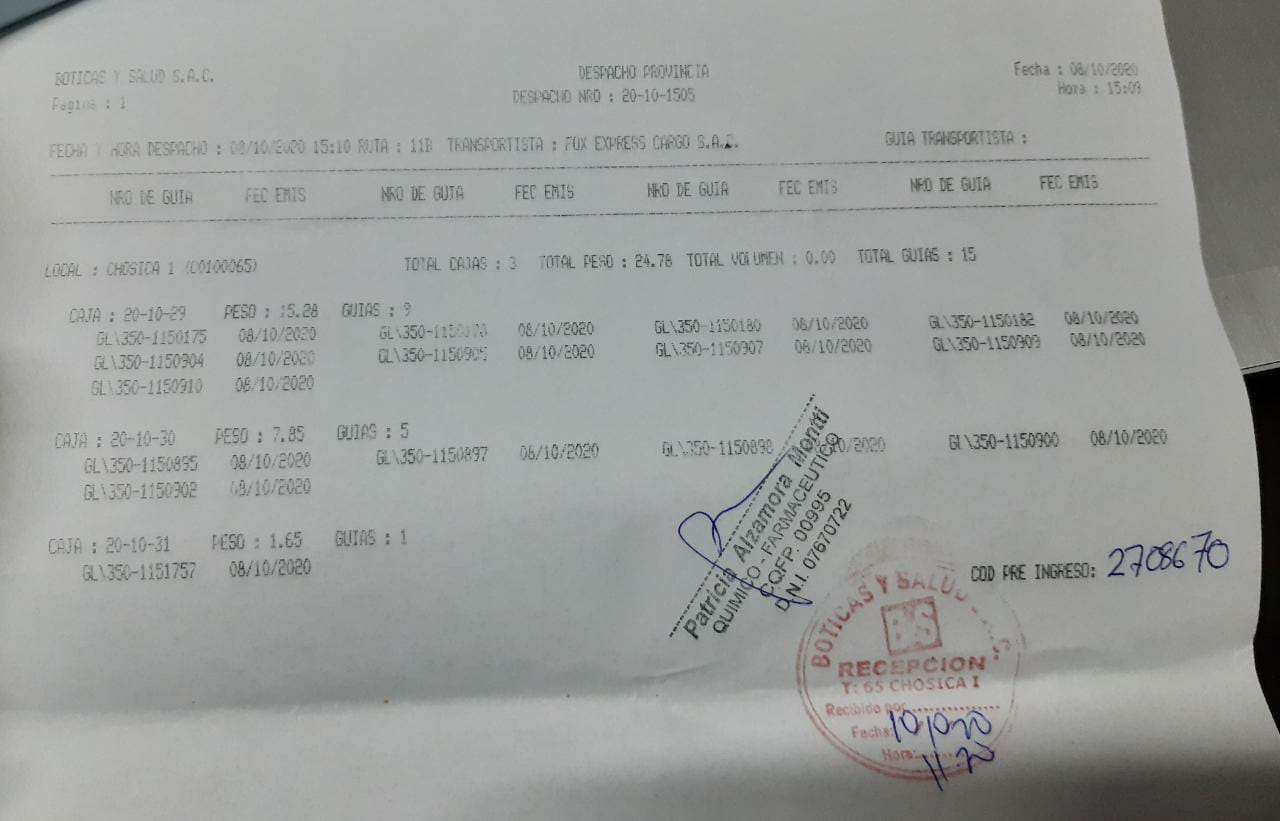 BOTICAS Y SALUD S.A.C. DESPACHO PROVINCIA Fecha : 08/10/2020
Pagina : 1 DESPACHO NRO : 20-10-1505 Hora : 15:09
FECHA Y HORA DESPACHO : 08/10/2020 15:10 RUTA : 11B TRANSPORTISTA : FOX EXPRESS CARGO S.A.C. GUIA TRANSPORTISTA :
NRO DE GUIA FEC EMIS NRO DE GUIA FEC EMIS NRO DE GUIA FEC EMIS NRO DE GUIA FEC EMIS
LOCAL : CHOSICA 1 (C0100065) TOTAL CAJAS : 3 TOTAL PESO : 24.78 TOTAL VOLUMEN : 0.00 TOTAL GUIAS : 15
CAJA : 20-10-29 PESO : 15.28 GUIAS : 9
GL\350-1150175 08/10/2020 08/10/2020 GL\350-1150180 08/10/2020 GL\350-1150182 08/10/2020
GL\350-1150904 08/10/2020 GL\350-1150905 08/10/2020 GL\350-1150907 08/10/2020 GL\350-1150909 08/10/2020
GL\350-1150910 08/10/2020
CAJA : 20-10-30 PESO : 7.85 GUIAS : 5
GL\350-1150895 08/10/2020 GL\350-1150897 08/10/2020 GL\350-1150898 GL\350-1150900 08/10/2020
GL\350-1150902 08/10/2020
CAJA : 20-10-31 PESO : 1.65 GUIAS : 1
GL\350-1151757 08/10/2020
Patricia Alzamora Montti
QUIMICO - FARMACEUTICO
CQFP. 00995
D.N.I. 07670722
COD PRE INGRESO: 2708670
BOTICAS Y SALUD
BS
RECEPCION
T: 65 CHOSICA I
Recibido por
Fecha:
Hora: